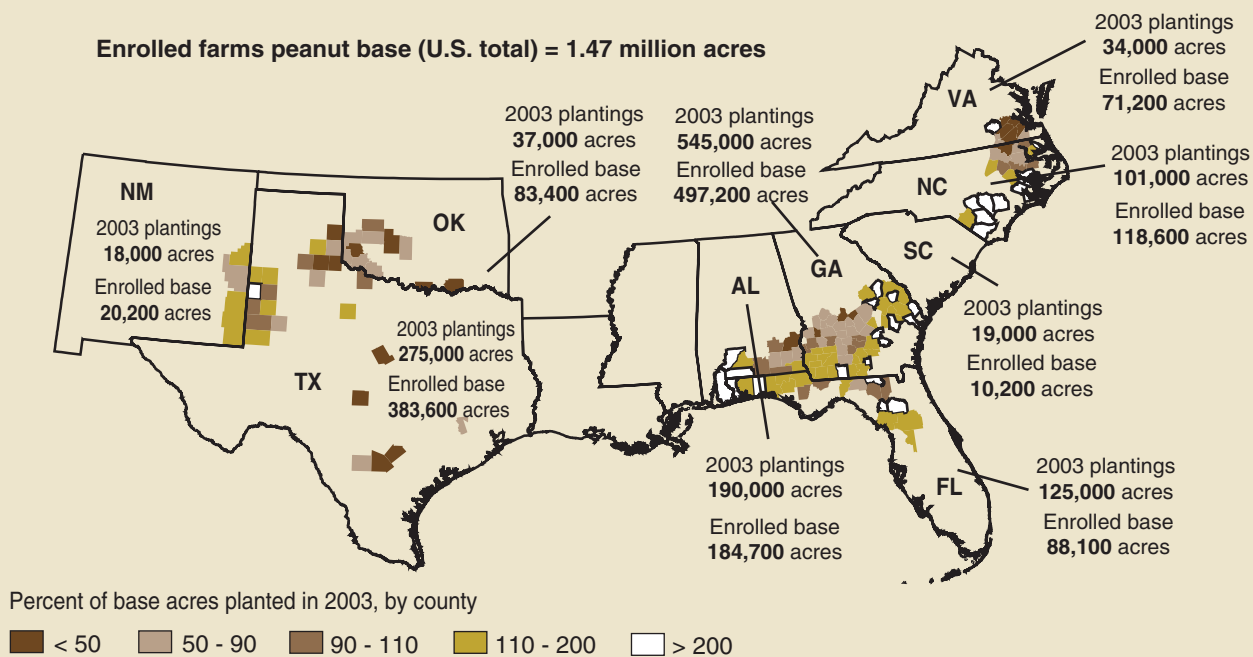 Enrolled farms peanut base (U.S. total) = 1.47 million acres
2003 plantings
34,000 acres
Enrolled base
71,200 acres
VA
2003 plantings
37,000 acres
Enrolled base
83,400 acres
2003 plantings
545,000 acres
Enrolled base
497,200 acres
2003 plantings
101,000 acres
Enrolled base
118,600 acres
NC
NM
2003 plantings
18,000 acres
Enrolled base
20,200 acres
OK
SC
GA
AL
2003 plantings
19,000 acres
Enrolled base
10,200 acres
TX
2003 plantings
275,000 acres
Enrolled base
383,600 acres
2003 plantings
190,000 acres
Enrolled base
184,700 acres
FL
2003 plantings
125,000 acres
Enrolled base
88,100 acres
Percent of base acres planted in 2003, by county
< 50
50 - 90
90 - 110
110 - 200
> 200